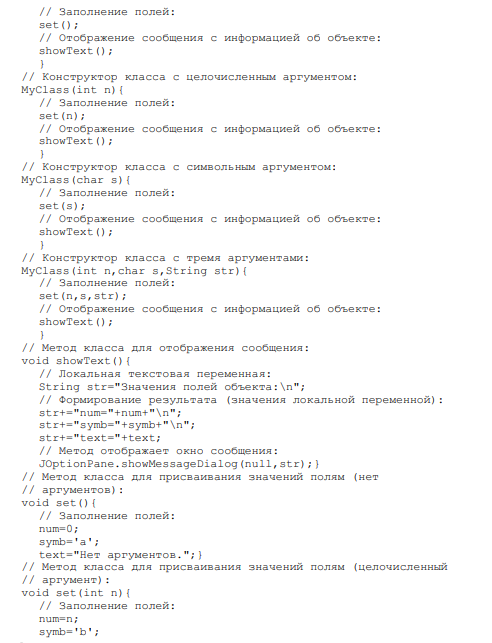 // Заполнение полей:
set();
// Отображение сообщения с информацией об объекте:
showText();
}
// Конструктор класса с целочисленным аргументом:
MyClass(int n){
// Заполнение полей:
set(n);
// Отображение сообщения с информацией об объекте:
showText();
}
// Конструктор класса с символьным аргументом:
MyClass(char s){
// Заполнение полей:
set(s);
// Отображение сообщения с информацией об объекте:
showText();
}
// Конструктор класса с тремя аргументами:
MyClass(int n,char s,String str){
// Заполнение полей:
set(n,s,str);
// Отображение сообщения с информацией об объекте:
showText();
}
// Метод класса для отображения сообщения:
void showText(){
// Локальная текстовая переменная:
String str="Значения полей объекта:\n";
// Формирование результата (значения локальной переменной):
str+="num="+num+"\n";
str+="symb="+symb+"\n";
str+="text="+text;
// Метод отображает окно сообщения:
JOptionPane.showMessageDialog(null,str);}
// Метод класса для присваивания значений полям (нет
// аргументов):
void set(){
// Заполнение полей:
num=0;
symb='a';
text="Нет аргументов.";}
// Метод класса для присваивания значений полям (целочисленный
// аргумент):
void set(int n){
// Заполнение полей:
num=n;
symb='b';